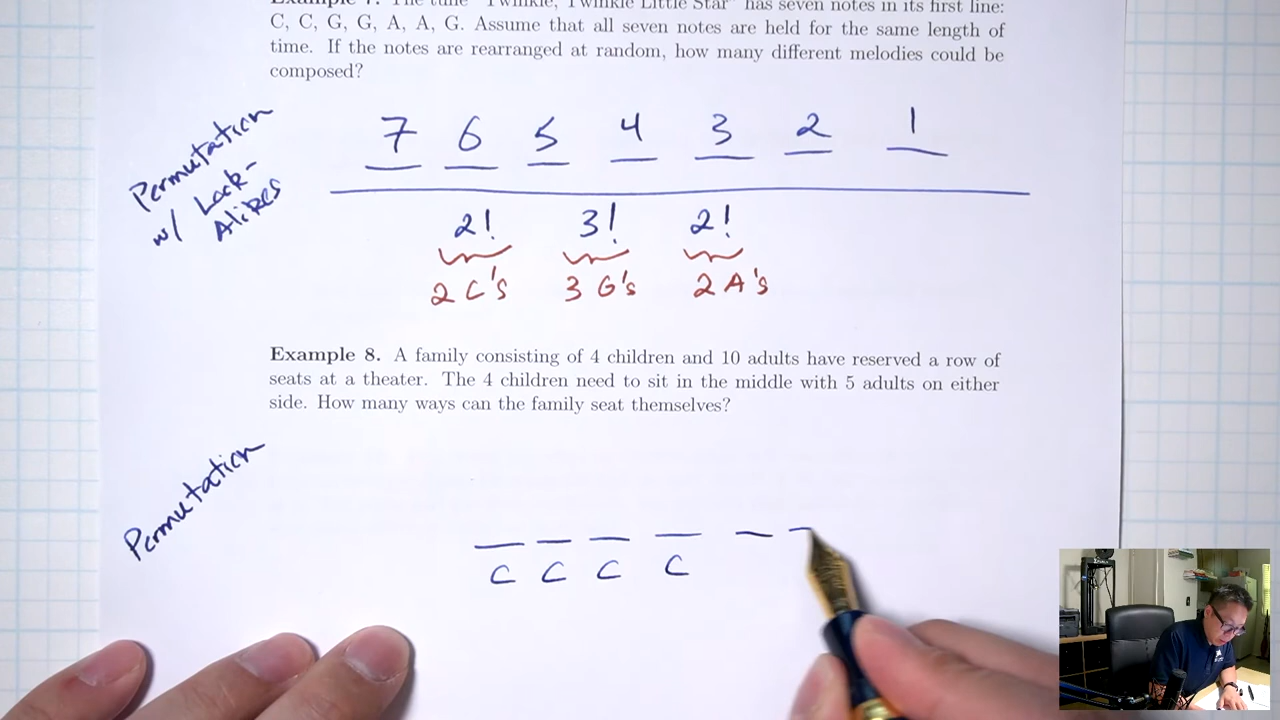 Example 7. The tune "Twinkle, Twinkle Little Star" has seven notes in its first line:
C, C, G, G, A, A, G. Assume that all seven notes are held for the same length of
time. If the notes are rearranged at random, how many different melodies could be
composed?
Permutation
w/ Look-
Alikes
7 6 5 4 3 2 1
2! 3! 2!
2 C's 3 G's 2 A's
Example 8. A family consisting of 4 children and 10 adults have reserved a row of
seats at a theater. The 4 children need to sit in the middle with 5 adults on either
side. How many ways can the family seat themselves?
Permutation
C C C C